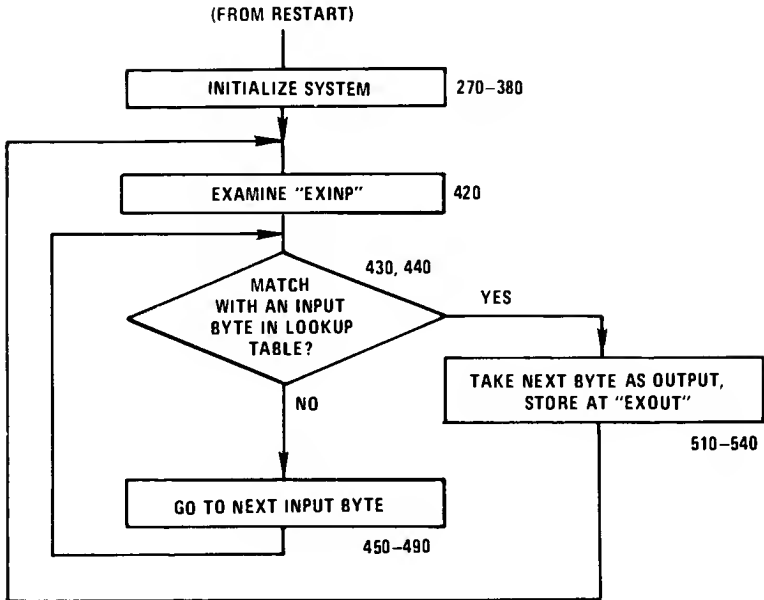 (FROM RESTART)
INITIALIZE SYSTEM
270–380
EXAMINE "EXINP"
420
430, 440
MATCH
WITH AN INPUT
BYTE IN LOOKUP
TABLE?
YES
TAKE NEXT BYTE AS OUTPUT,
STORE AT "EXOUT"
510–540
NO
GO TO NEXT INPUT BYTE
450–490